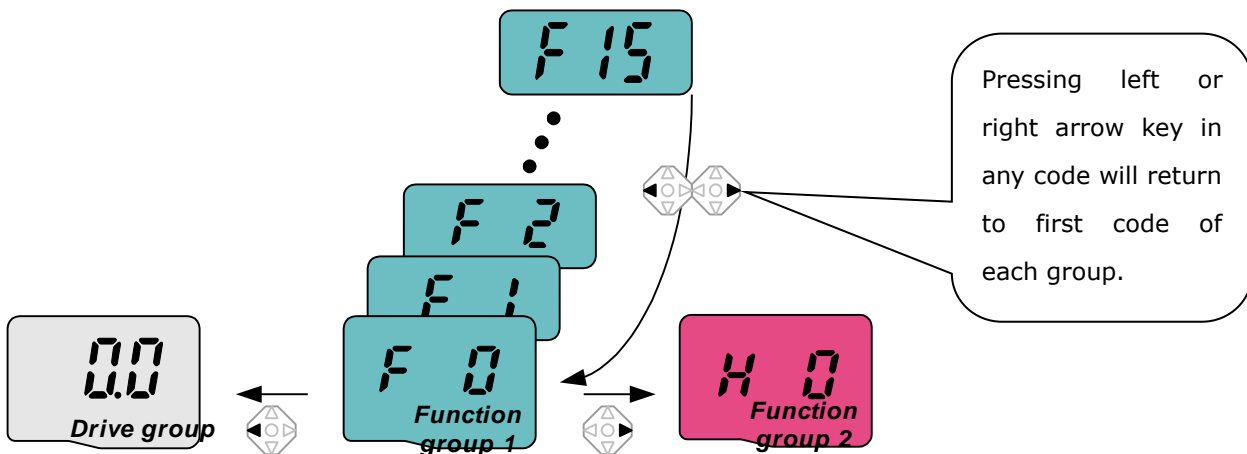 F 15
Pressing left or
right arrow key in
any code will return
to first code of
each group.
F 2
F 1
0.0
Drive group
F 0
Function
group 1
H 0
Function
group 2